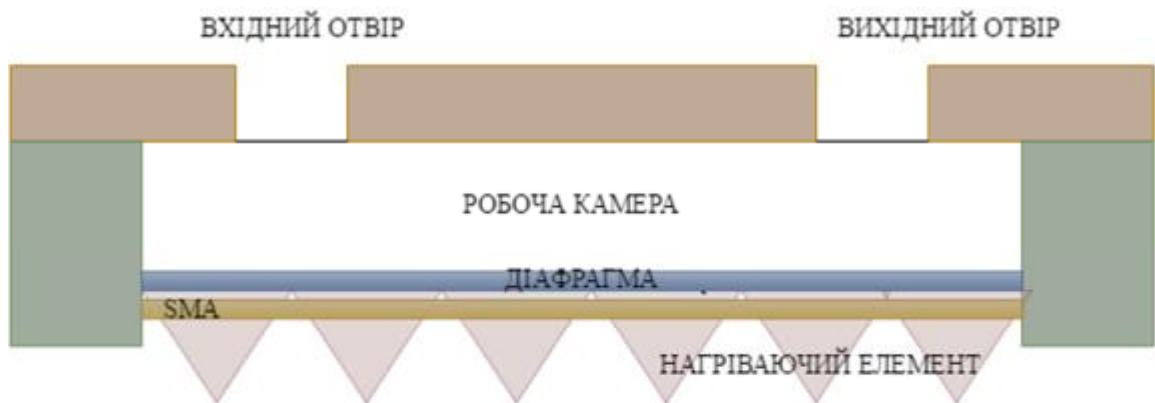 ВХІДНИЙ ОТВІР
ВИХІДНИЙ ОТВІР
РОБОЧА КАМЕРА
ДІАФРАГМА
SMA
НАГРІВАЮЧИЙ ЕЛЕМЕНТ